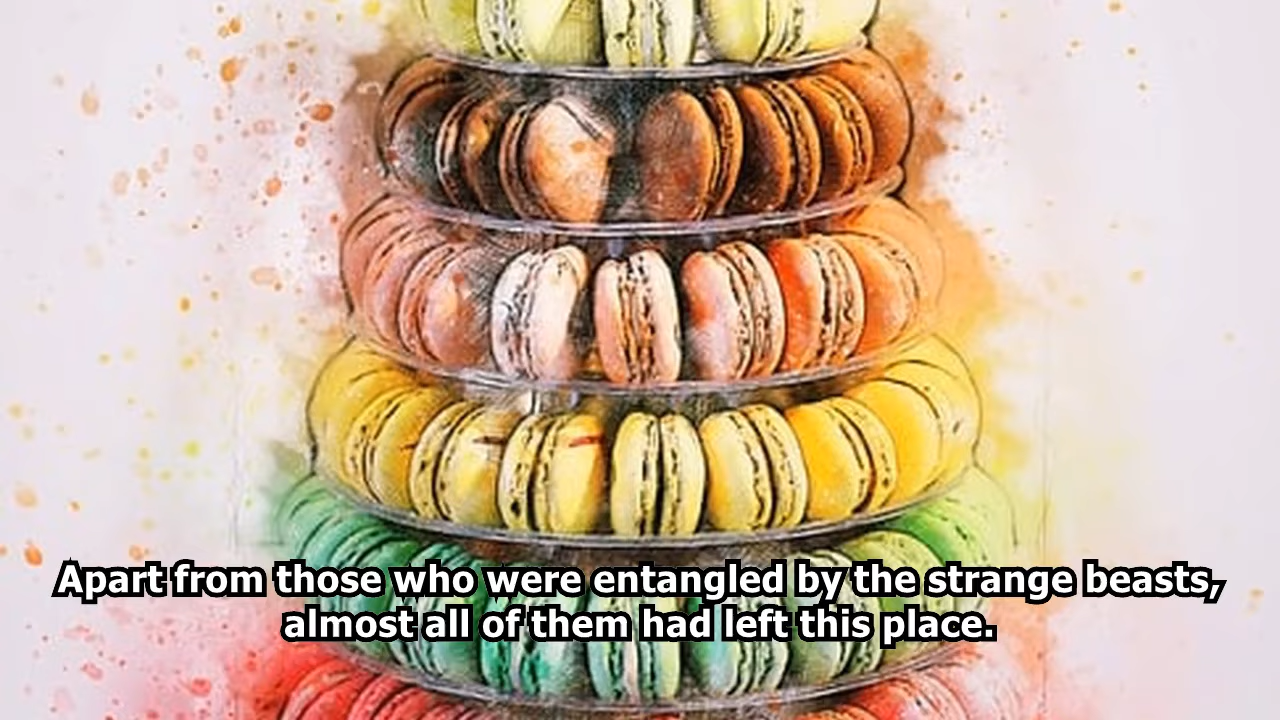 Apart from those who were entangled by the strange beasts,
almost all of them had left this place.